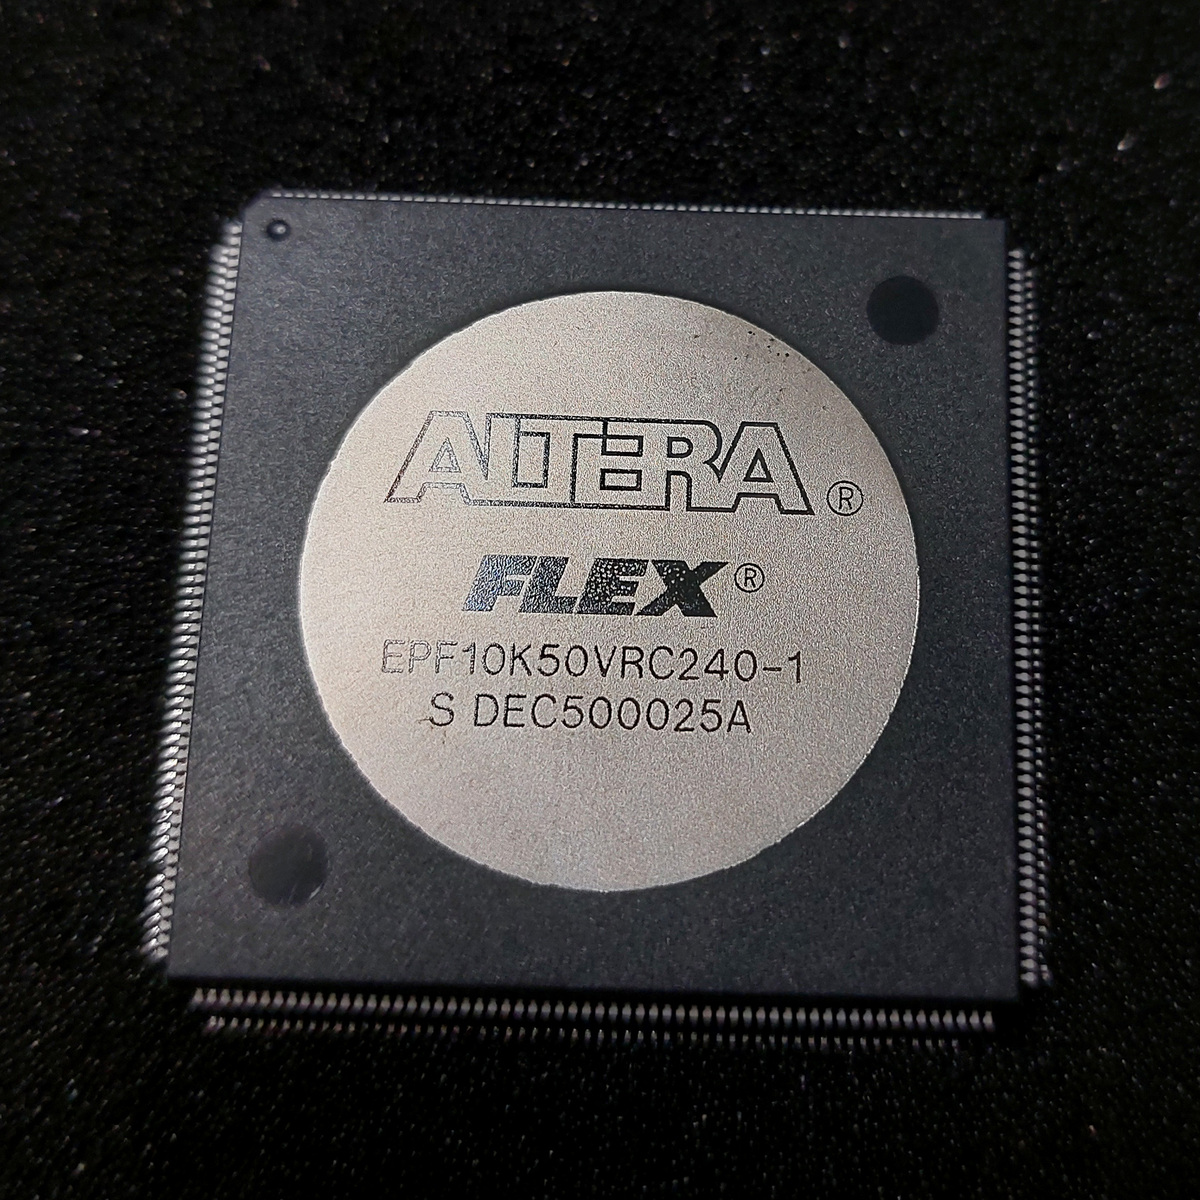 ALTERA®
FLEX®
EPF10K50VRC240-1
S DEC500025A